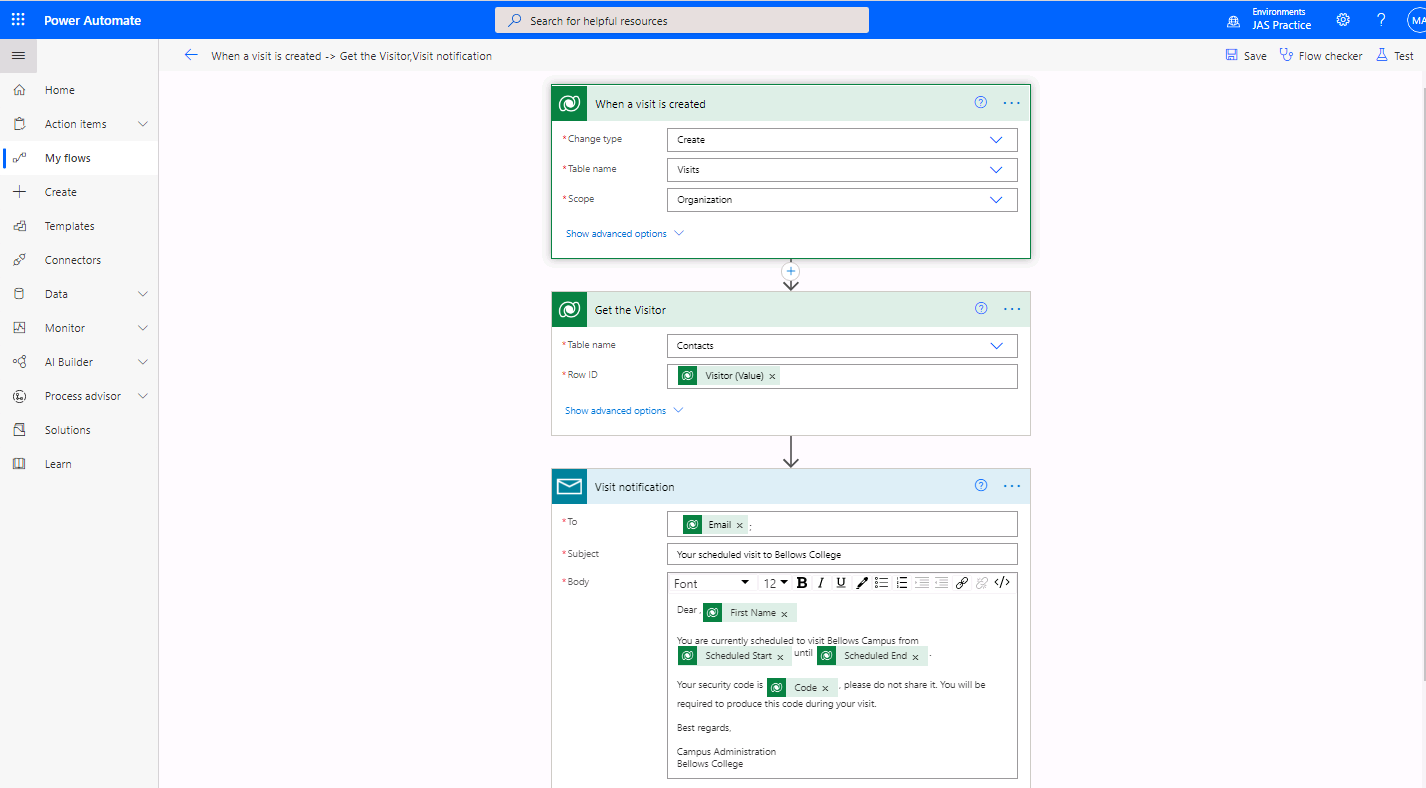 Power Automate
Search for helpful resources
Environments
JAS Practice
?
MA
When a visit is created -> Get the Visitor,Visit notification
Save
Flow checker
Test
Home
Action items
My flows
Create
Templates
Connectors
Data
Monitor
AI Builder
Process advisor
Solutions
Learn
When a visit is created
? ...
*Change type
Create
*Table name
Visits
*Scope
Organization
Show advanced options
+
Get the Visitor
? ...
*Table name
Contacts
*Row ID
Visitor (Value) x
Show advanced options
Visit notification
? ...
*To
Email x ;
*Subject
Your scheduled visit to Bellows College
*Body
Font 12 B I U </>
Dear , First Name x
You are currently scheduled to visit Bellows Campus from
Scheduled Start x until Scheduled End x .
Your security code is Code x , please do not share it. You will be
required to produce this code during your visit.
Best regards,
Campus Administration
Bellows College